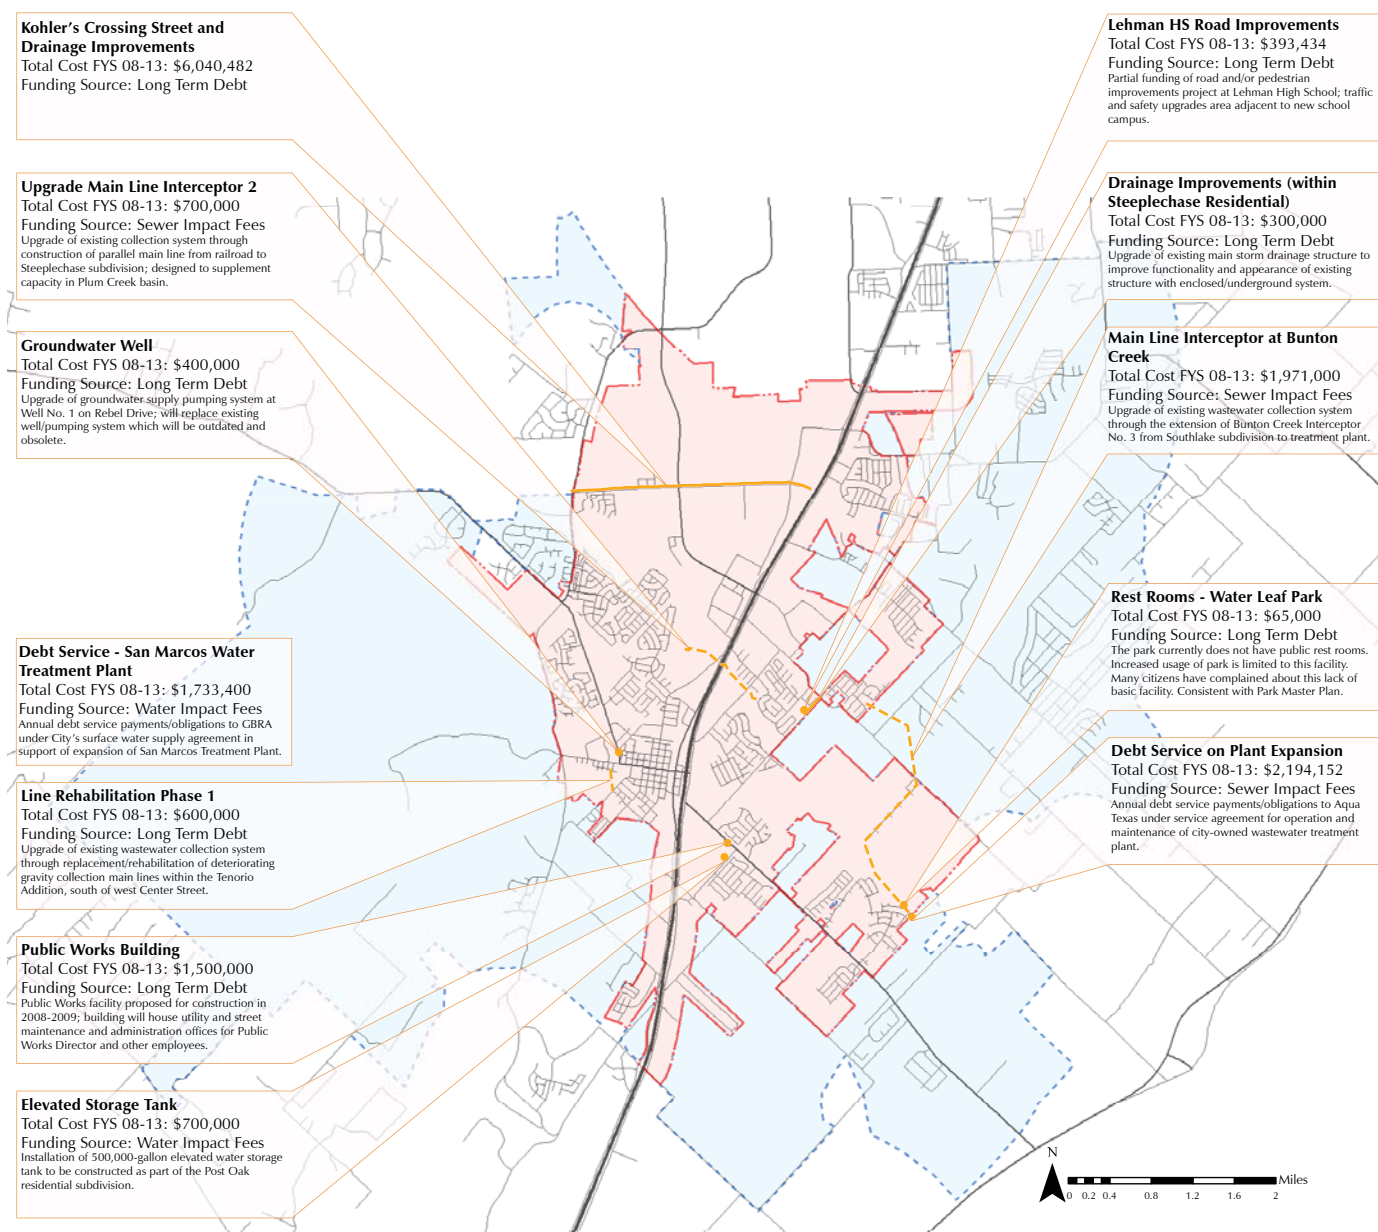 Kohler's Crossing Street and
Drainage Improvements
Total Cost FYS 08-13: $6,040,482
Funding Source: Long Term Debt
Upgrade Main Line Interceptor 2
Total Cost FYS 08-13: $700,000
Funding Source: Sewer Impact Fees
Upgrade of existing collection system through
construction of parallel main line from railroad to
Steeplechase subdivision; designed to supplement
capacity in Plum Creek basin.
Groundwater Well
Total Cost FYS 08-13: $400,000
Funding Source: Long Term Debt
Upgrade of groundwater supply pumping system at
Well No. 1 on Rebel Drive; will replace existing
well/pumping system which will be outdated and
obsolete.
Debt Service - San Marcos Water
Treatment Plant
Total Cost FYS 08-13: $1,733,400
Funding Source: Water Impact Fees
Annual debt service payments/obligations to GBRA
under City's surface water supply agreement in
support of expansion of San Marcos Treatment Plant.
Line Rehabilitation Phase 1
Total Cost FYS 08-13: $600,000
Funding Source: Long Term Debt
Upgrade of existing wastewater collection system
through replacement/rehabilitation of deteriorating
gravity collection main lines within the Tenorio
Addition, south of west Center Street.
Public Works Building
Total Cost FYS 08-13: $1,500,000
Funding Source: Long Term Debt
Public Works facility proposed for construction in
2008-2009; building will house utility and street
maintenance and administration offices for Public
Works Director and other employees.
Elevated Storage Tank
Total Cost FYS 08-13: $700,000
Funding Source: Water Impact Fees
Installation of 500,000-gallon elevated water storage
tank to be constructed as part of the Post Oak
residential subdivision.
Lehman HS Road Improvements
Total Cost FYS 08-13: $393,434
Funding Source: Long Term Debt
Partial funding of road and/or pedestrian
improvements project at Lehman High School; traffic
and safety upgrades area adjacent to new school
campus.
Drainage Improvements (within
Steeplechase Residential)
Total Cost FYS 08-13: $300,000
Funding Source: Long Term Debt
Upgrade of existing main storm drainage structure to
improve functionality and appearance of existing
structure with enclosed/underground system.
Main Line Interceptor at Bunton
Creek
Total Cost FYS 08-13: $1,971,000
Funding Source: Sewer Impact Fees
Upgrade of existing wastewater collection system
through the extension of Bunton Creek Interceptor
No. 3 from Southlake subdivision to treatment plant.
Rest Rooms - Water Leaf Park
Total Cost FYS 08-13: $65,000
Funding Source: Long Term Debt
The park currently does not have public rest rooms.
Increased usage of park is limited to this facility.
Many citizens have complained about this lack of
basic facility. Consistent with Park Master Plan.
Debt Service on Plant Expansion
Total Cost FYS 08-13: $2,194,152
Funding Source: Sewer Impact Fees
Annual debt service payments/obligations to Aqua
Texas under service agreement for operation and
maintenance of city-owned wastewater treatment
plant.
N
Miles
0 0.2 0.4 0.8 1.2 1.6 2